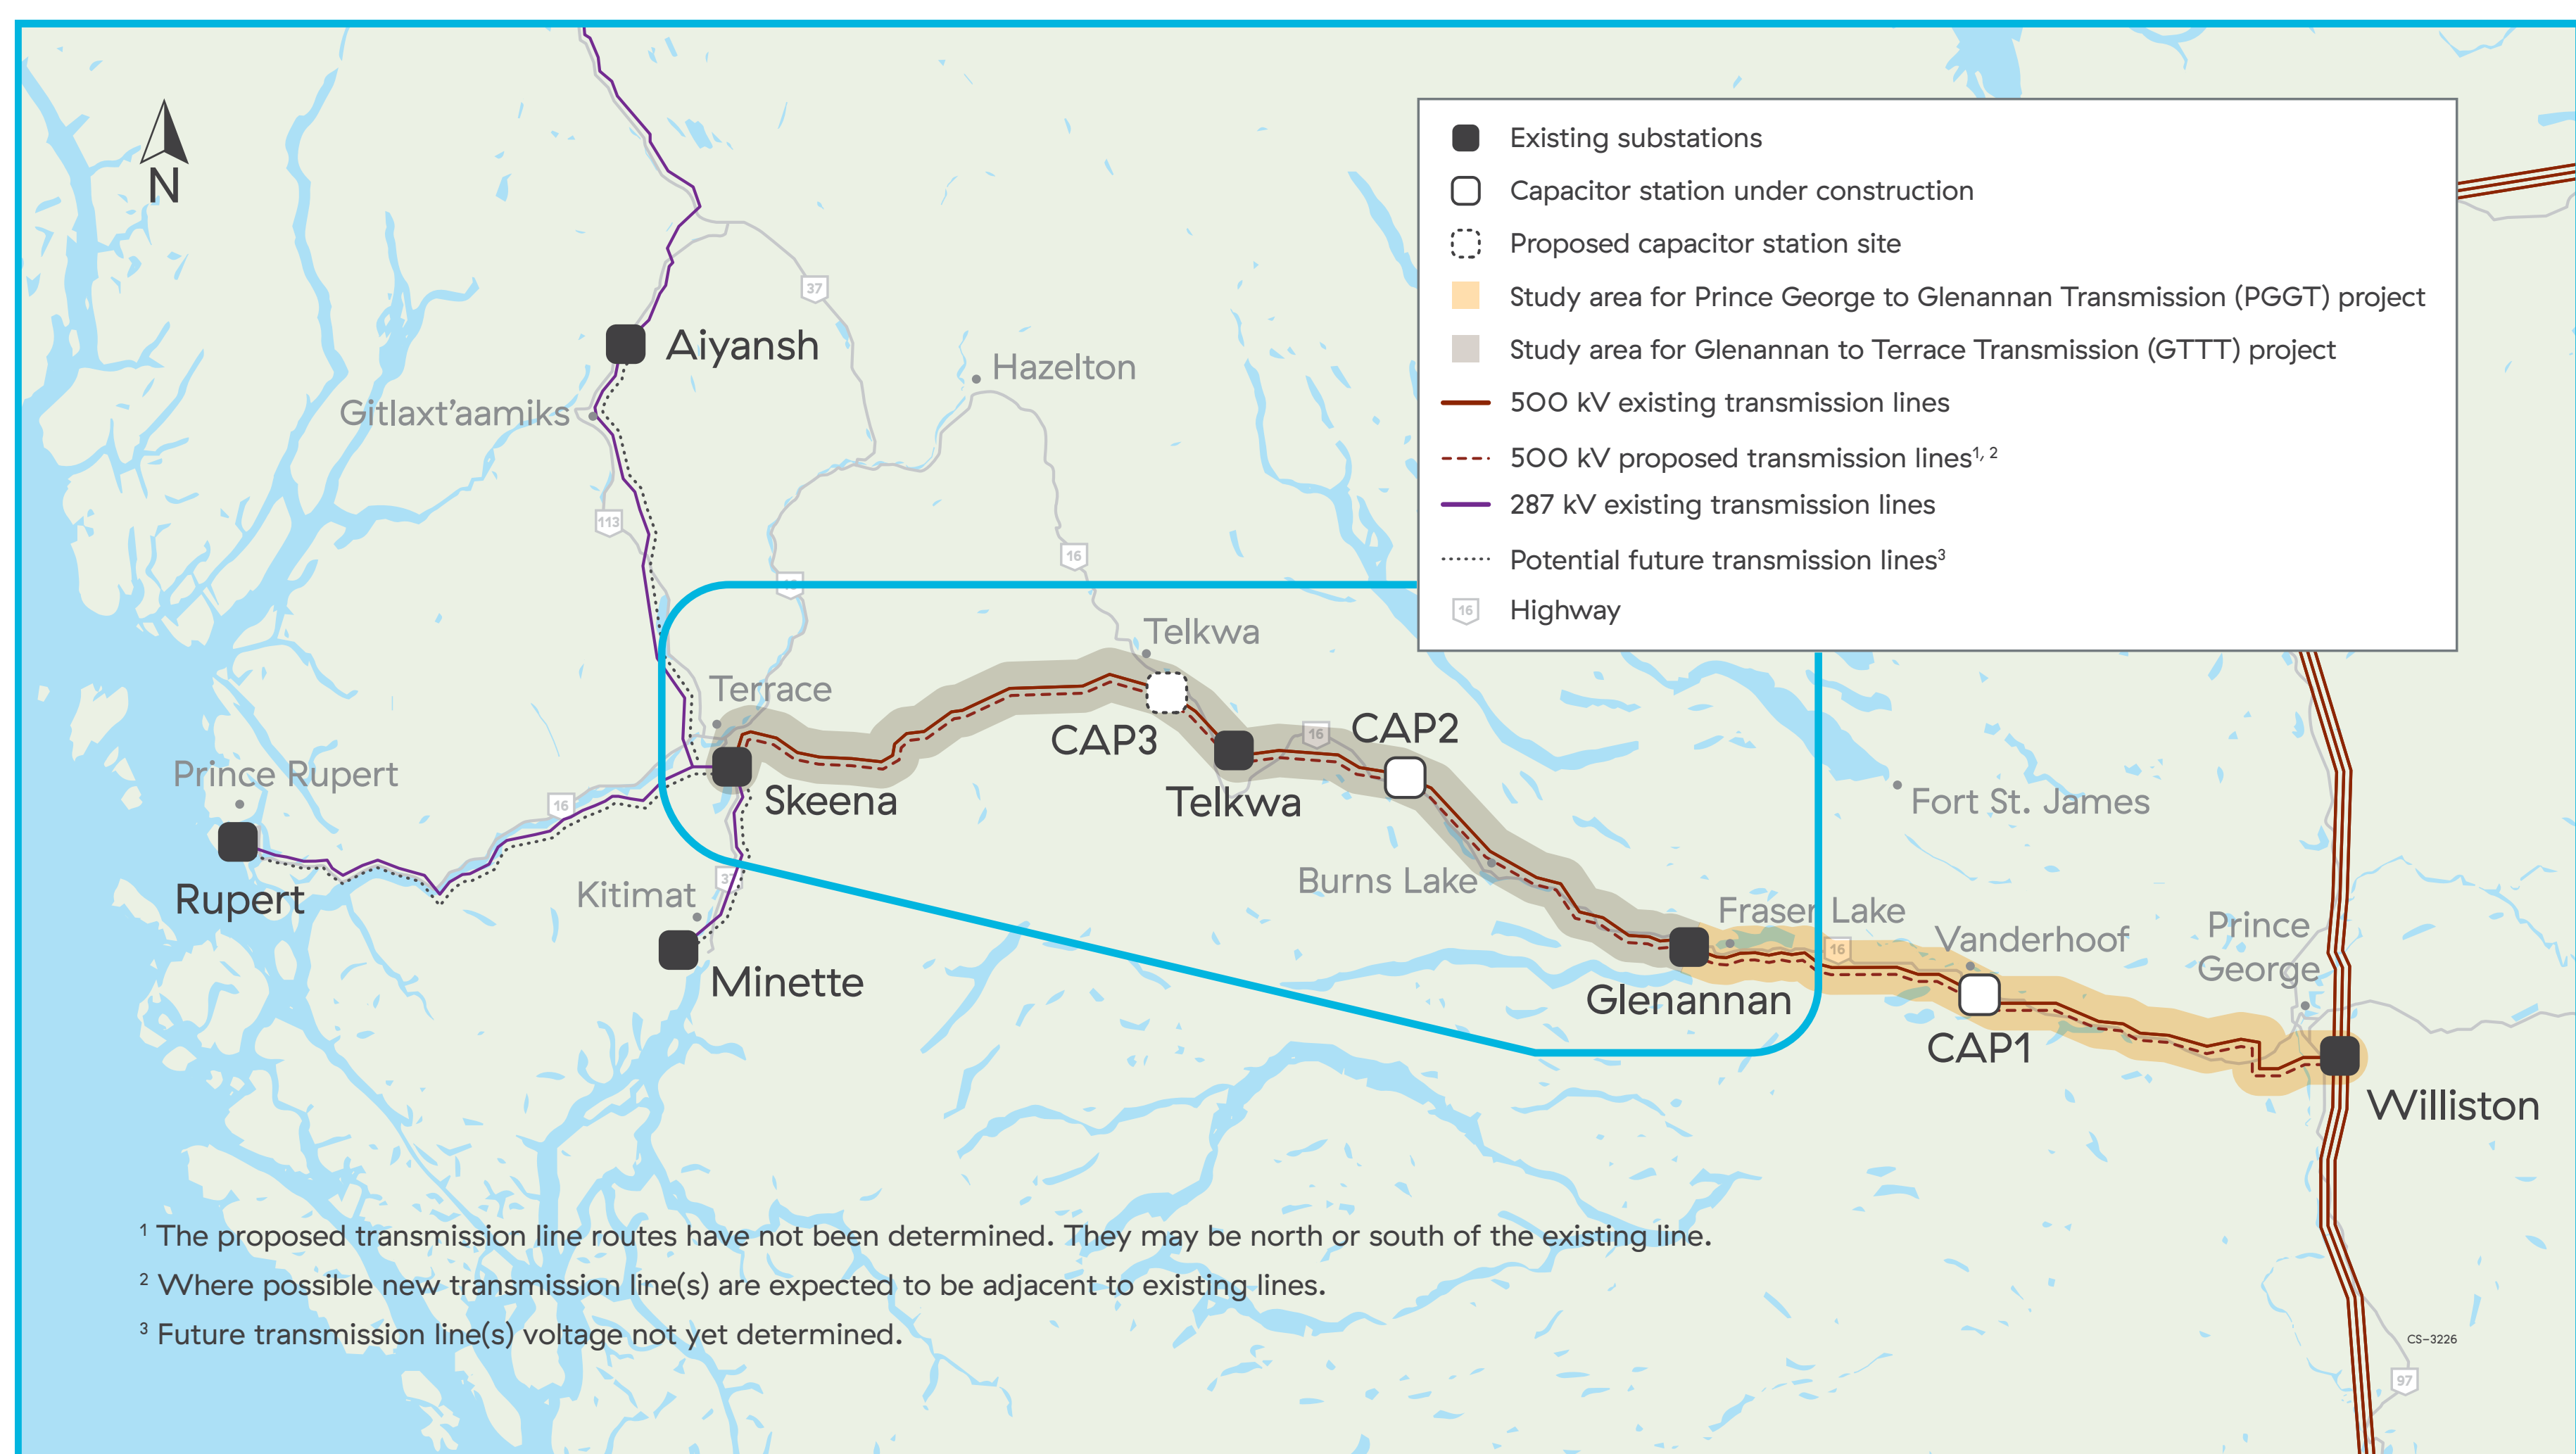 N
Existing substations
Capacitor station under construction
Proposed capacitor station site
Study area for Prince George to Glenannan Transmission (PGGT) project
Study area for Glenannan to Terrace Transmission (GTTT) project
500 kV existing transmission lines
500 kV proposed transmission lines1, 2
287 kV existing transmission lines
Potential future transmission lines3
16 Highway
37
Aiyansh
Hazelton
Gitlaxt'aamiks
113
16
Telkwa
Terrace
CAP3
16
CAP2
Prince Rupert
16
Skeena
Telkwa
Fort St. James
Rupert
Kitimat
37
Burns Lake
Fraser Lake
16
Vanderhoof
Prince
George
Minette
Glenannan
CAP1
Williston
1 The proposed transmission line routes have not been determined. They may be north or south of the existing line.
2 Where possible new transmission line(s) are expected to be adjacent to existing lines.
3 Future transmission line(s) voltage not yet determined.
CS-3226
97